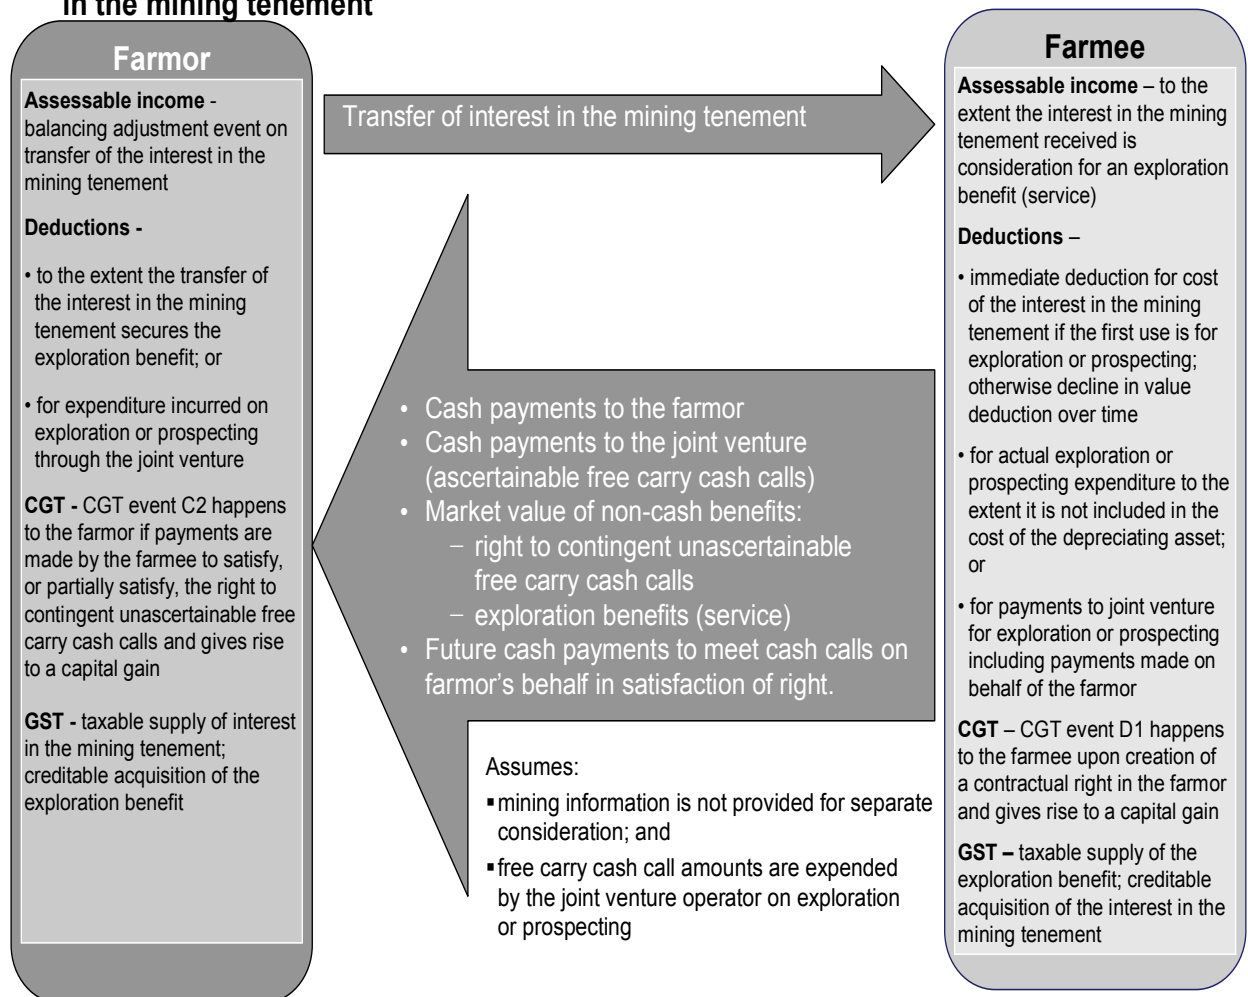 in the mining tenement
Farmor
Assessable income -
balancing adjustment event on
transfer of the interest in the
mining tenement
Deductions -
• to the extent the transfer of
the interest in the mining
tenement secures the
exploration benefit; or
• for expenditure incurred on
exploration or prospecting
through the joint venture
CGT - CGT event C2 happens
to the farmor if payments are
made by the farmee to satisfy,
or partially satisfy, the right to
contingent unascertainable free
carry cash calls and gives rise
to a capital gain
GST - taxable supply of interest
in the mining tenement;
creditable acquisition of the
exploration benefit
Transfer of interest in the mining tenement
• Cash payments to the farmor
• Cash payments to the joint venture
(ascertainable free carry cash calls)
• Market value of non-cash benefits:
– right to contingent unascertainable
free carry cash calls
– exploration benefits (service)
• Future cash payments to meet cash calls on
farmor's behalf in satisfaction of right.
Assumes:
▪ mining information is not provided for separate
consideration; and
▪ free carry cash call amounts are expended
by the joint venture operator on exploration
or prospecting
Farmee
Assessable income – to the
extent the interest in the mining
tenement received is
consideration for an exploration
benefit (service)
Deductions –
• immediate deduction for cost
of the interest in the mining
tenement if the first use is for
exploration or prospecting;
otherwise decline in value
deduction over time
• for actual exploration or
prospecting expenditure to the
extent it is not included in the
cost of the depreciating asset;
or
• for payments to joint venture
for exploration or prospecting
including payments made on
behalf of the farmor
CGT – CGT event D1 happens
to the farmee upon creation of
a contractual right in the farmor
and gives rise to a capital gain
GST – taxable supply of the
exploration benefit; creditable
acquisition of the interest in the
mining tenement